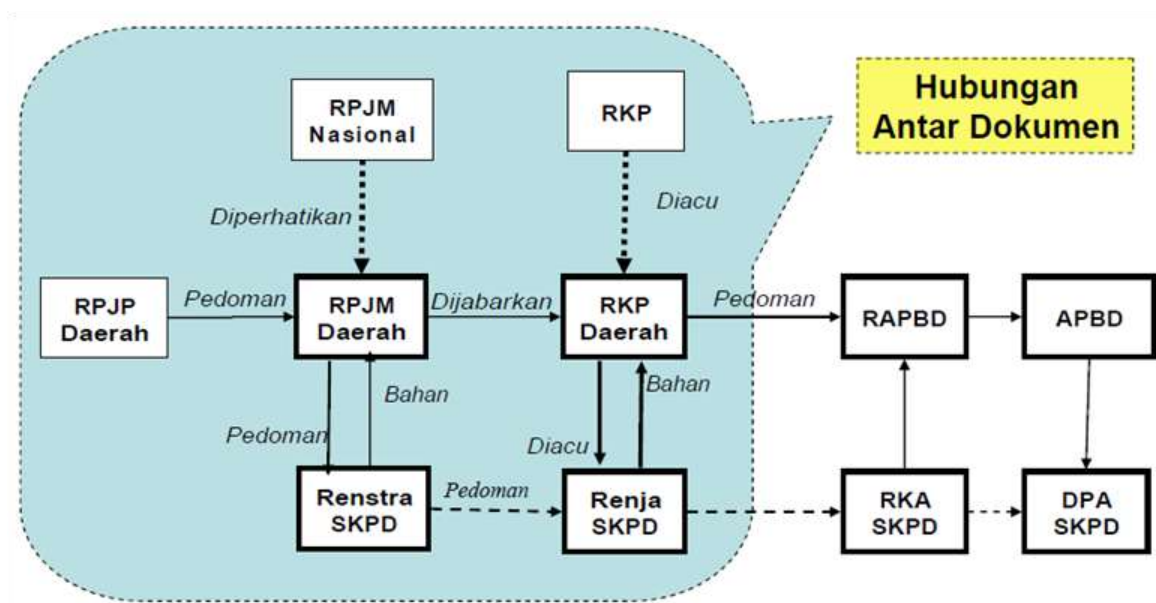 Hubungan
Antar Dokumen
RPJM
Nasional
RKP
Diperhatikan
Diacu
RPJP
Daerah
Pedoman
RPJM
Daerah
Dijabarkan
RKP
Daerah
Pedoman
RAPBD
APBD
Pedoman
Bahan
Diacu
Bahan
Renstra
SKPD
Pedoman
Renja
SKPD
RKA
SKPD
DPA
SKPD